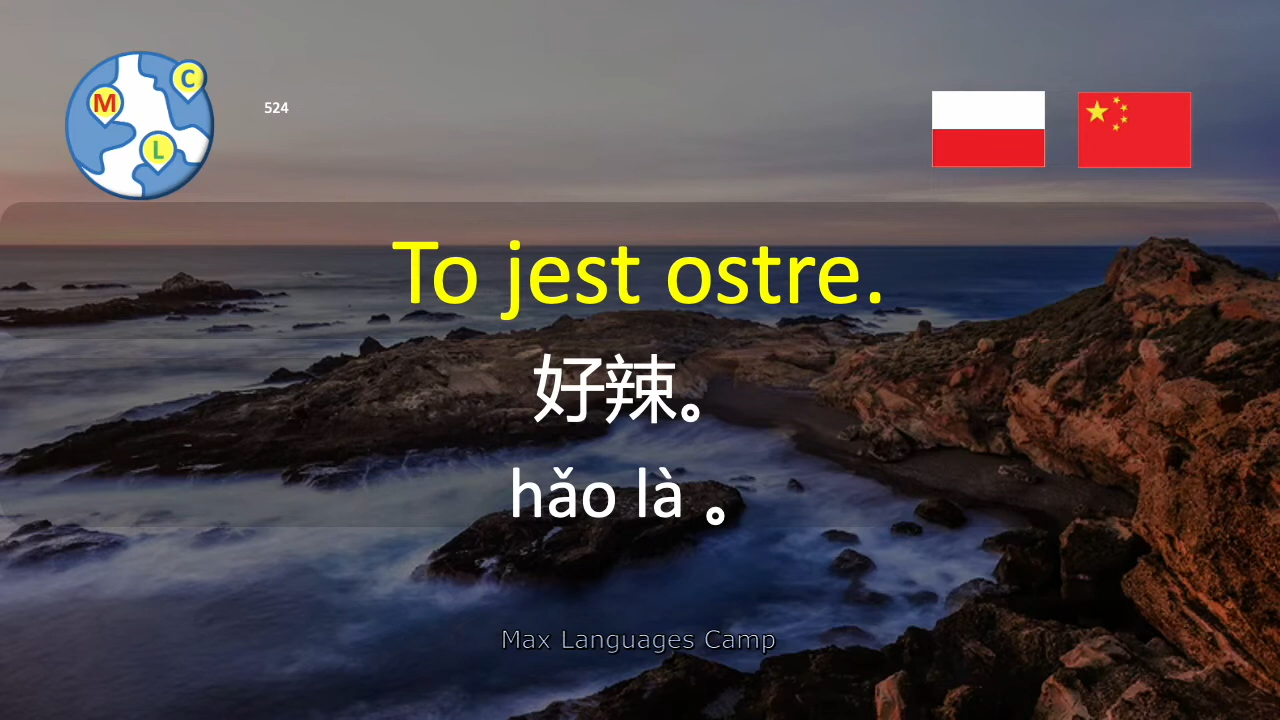 C
M
L
524
To jest ostre.
好辣。
hǎo là 。
Max Languages Camp